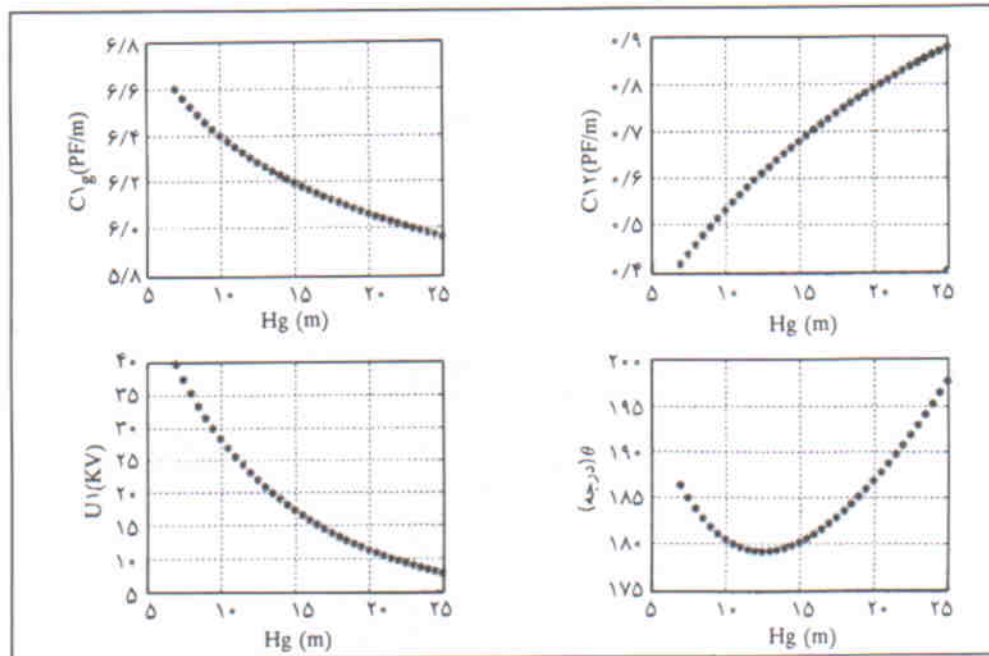 ۶/۸
۶/۶
۶/۴
۶/۲
۶/۰
۵/۸
C۱g(PF/m)
۵ ۱۰ ۱۵ ۲۰ ۲۵
Hg (m)
۰/۹
۰/۸
۰/۷
۰/۶
۰/۵
۰/۴
C۱۲(PF/m)
۵ ۱۰ ۱۵ ۲۰ ۲۵
Hg (m)
۴۰
۳۵
۳۰
۲۵
۲۰
۱۵
۱۰
۵
U۱(KV)
۵ ۱۰ ۱۵ ۲۰ ۲۵
Hg (m)
۲۰۰
۱۹۵
۱۹۰
۱۸۵
۱۸۰
۱۷۵
θ(درجه)
۵ ۱۰ ۱۵ ۲۰ ۲۵
Hg (m)